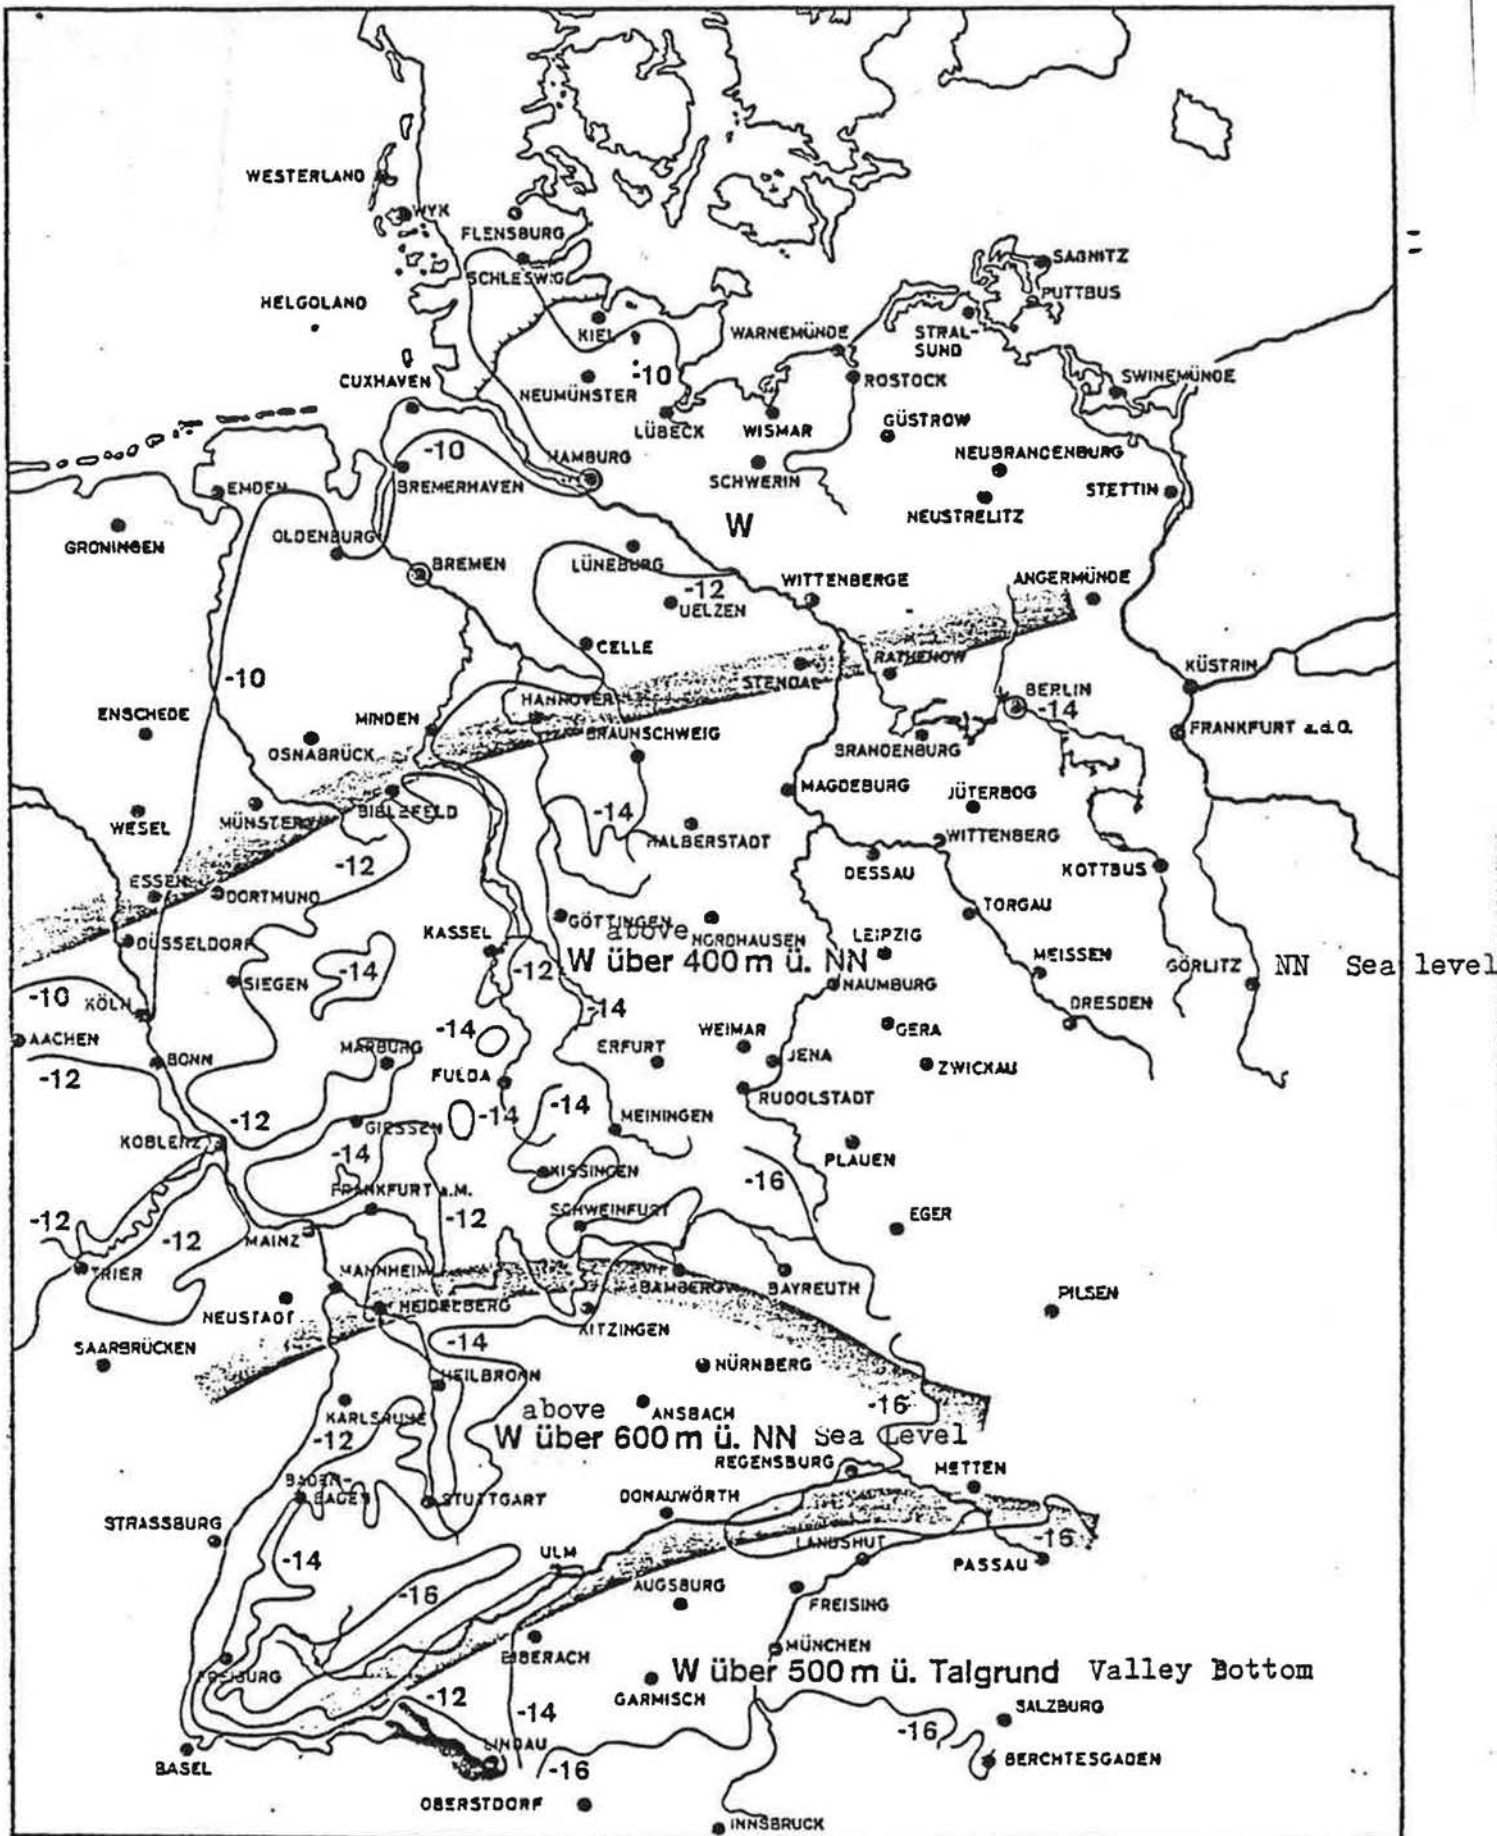 WESTERLAND
WYK
FLENSBURG
SCHLESWIG
SAßNITZ
PUTTBUS
HELGOLAND
KIEL
WARNEMÜNDE
STRAL-
SUND
CUXHAVEN
NEUMÜNSTER
-10
ROSTOCK
SWINEMÜNDE
LÜBECK
WISMAR
GÜSTROW
-10
HAMBURG
NEUBRANDENBURG
BREMERHAVEN
SCHWERIN
STETTIN
EMDEN
NEUSTRELITZ
W
GRONINGEN
OLDENBURG
BREMEN
LÜNEBURG
WITTENBERGE
ANGERMÜNDE
-12
UELZEN
CELLE
RATHENOW
KÜSTRIN
-10
STENDAL
HANNOVER
BERLIN
-14
ENSCHEDE
MINDEN
BRAUNSCHWEIG
FRANKFURT a.d.O.
OSNABRÜCK
BRANDENBURG
MAGDEBURG
JÜTERBOG
WESEL
MÜNSTER
BIELEFELD
-14
HALBERSTADT
WITTENBERG
-12
DESSAU
KOTTBUS
ESSEN
DORTMUND
TORGAU
GÖTTINGEN
DÜSSELDORF
KASSEL
above
NORDHAUSEN
LEIPZIG
W über 400 m ü. NN
MEISSEN
GÖRLITZ
NN Sea level
-14
-12
SIEGEN
NAUMBURG
-10
KÖLN
DRESDEN
-14
-14
WEIMAR
GERA
AACHEN
BONN
MARBURG
ERFURT
JENA
ZWICKAU
-12
FULDA
RUDOLSTADT
-14
-14
MEININGEN
-12
GIESSEN
KOBLENZ
-14
PLAUEN
KISSINGEN
-16
FRANKFURT a.M.
-12
SCHWEINFURT
EGER
-12
-12
MAINZ
TRIER
MANNHEIM
BAMBERG
BAYREUTH
PILSEN
NEUSTADT
HEIDELBERG
KITZINGEN
SAARBRÜCKEN
-14
NÜRNBERG
HEILBRONN
-16
KARLSRUHE
above
ANSBACH
-12
W über 600 m ü. NN Sea Level
REGENSBURG
METTEN
BADEN-
BADEN
STUTTGART
DONAUWÖRTH
STRASSBURG
-14
ULM
LANDSHUT
-16
PASSAU
-16
AUGSBURG
FREISING
FREIBURG
BIBERACH
MÜNCHEN
W über 500 m ü. Talgrund Valley Bottom
-12
GARMISCH
-14
SALZBURG
-16
LINDAU
BASEL
-16
BERCHTESGADEN
OBERSTDORF
INNSBRUCK